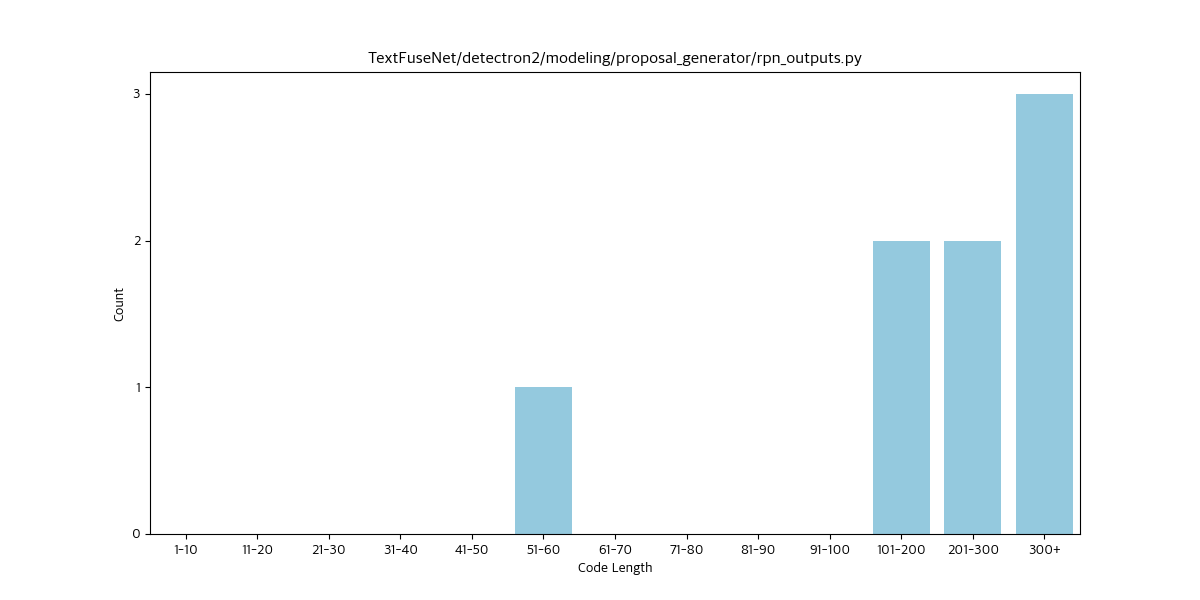 TextFuseNet/detectron2/modeling/proposal_generator/rpn_outputs.py
3
2
1
0
Count
1-10 11-20 21-30 31-40 41-50 51-60 61-70 71-80 81-90 91-100 101-200 201-300 300+
Code Length